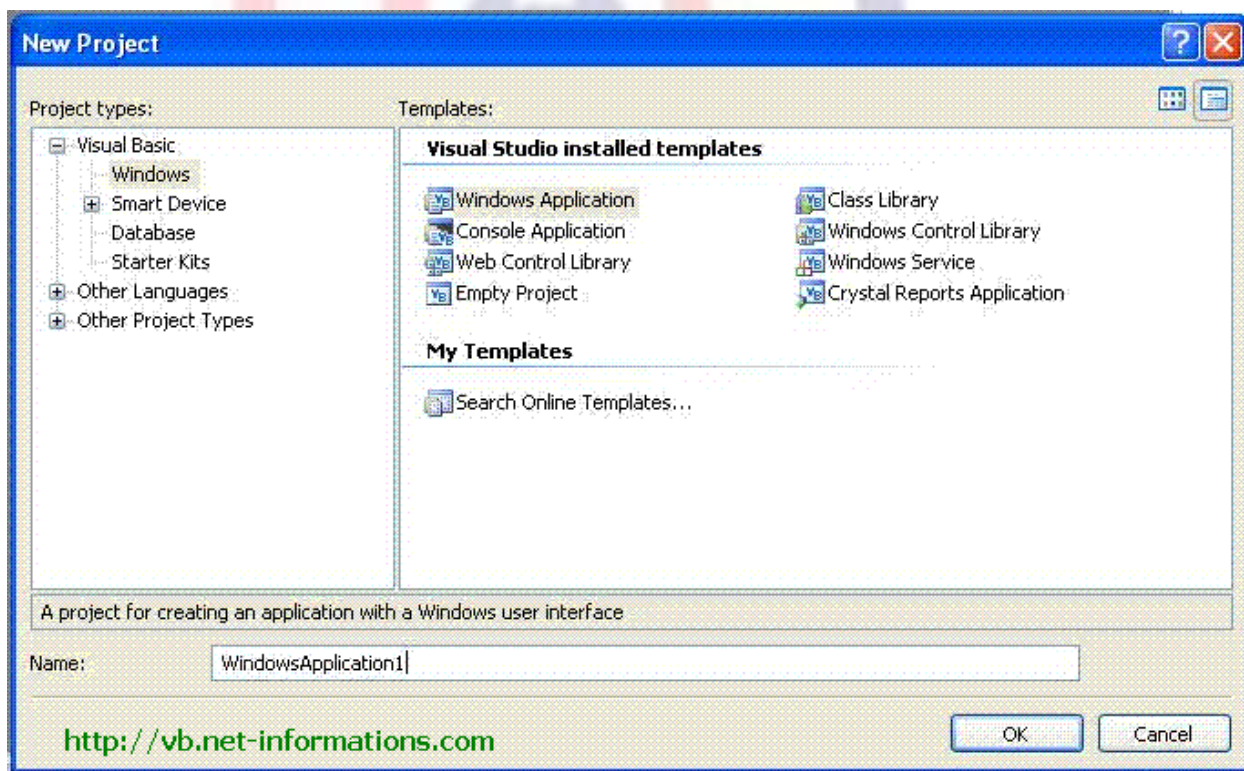 New Project
Project types:
Templates:
Visual Basic
Windows
Smart Device
Database
Starter Kits
Other Languages
Other Project Types
Visual Studio installed templates
Windows Application
Class Library
Console Application
Windows Control Library
Web Control Library
Windows Service
Empty Project
Crystal Reports Application
My Templates
Search Online Templates...
A project for creating an application with a Windows user interface
Name: WindowsApplication1
http://vb.net-informations.com
OK
Cancel